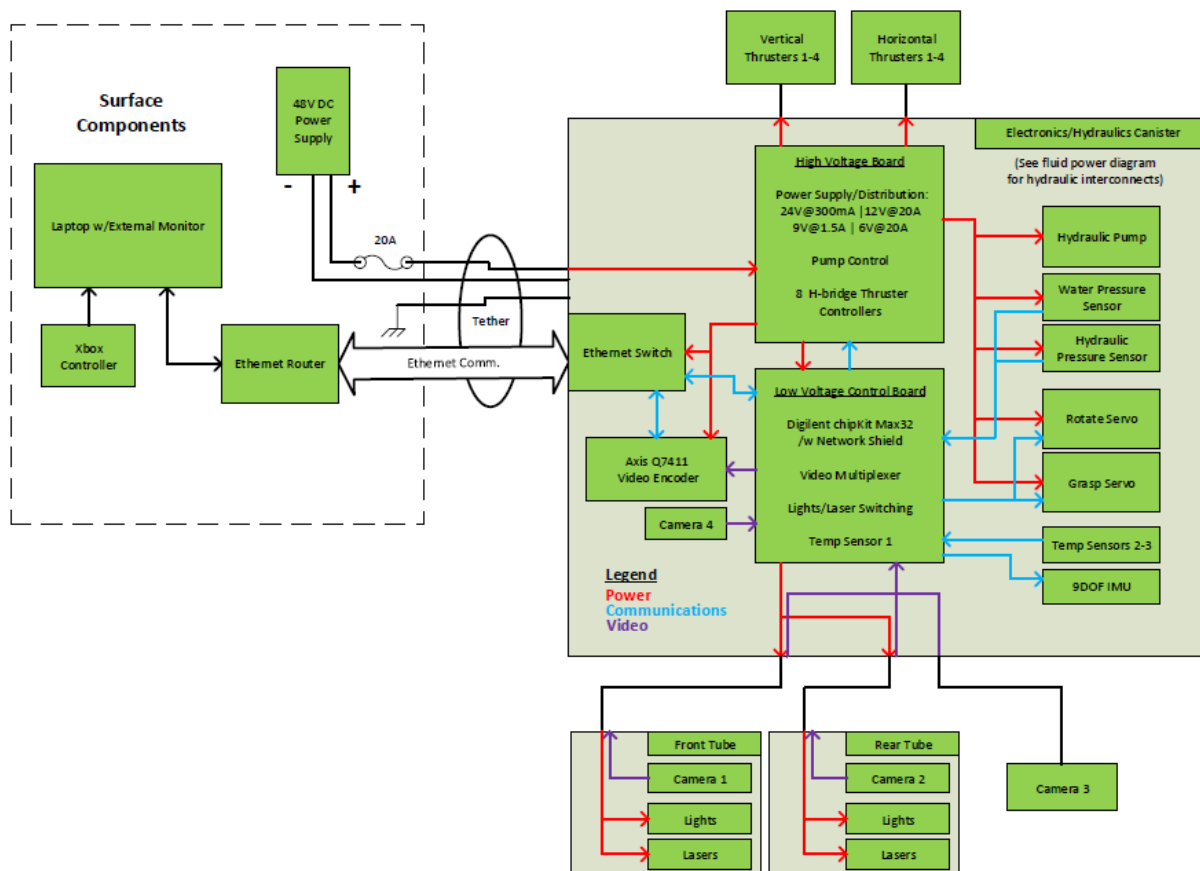 Surface
Components
48V DC
Power
Supply
-
+
Laptop w/External Monitor
20A
Xbox
Controller
Ethernet Router
Tether
Ethernet Comm.
Vertical
Thrusters 1-4
Horizontal
Thrusters 1-4
Electronics/Hydraulics Canister
(See fluid power diagram
for hydraulic interconnects)
High Voltage Board
Power Supply/Distribution:
24V@300mA |12V@20A
9V@1.5A | 6V@20A
Pump Control
8 H-bridge Thruster
Controllers
Hydraulic Pump
Water Pressure
Sensor
Hydraulic
Pressure Sensor
Ethernet Switch
Low Voltage Control Board
Digilent chipKit Max32
/w Network Shield
Video Multiplexer
Lights/Laser Switching
Temp Sensor 1
Rotate Servo
Grasp Servo
Axis Q7411
Video Encoder
Camera 4
Temp Sensors 2-3
9DOF IMU
Legend
Power
Communications
Video
Front Tube
Camera 1
Lights
Lasers
Rear Tube
Camera 2
Lights
Lasers
Camera 3